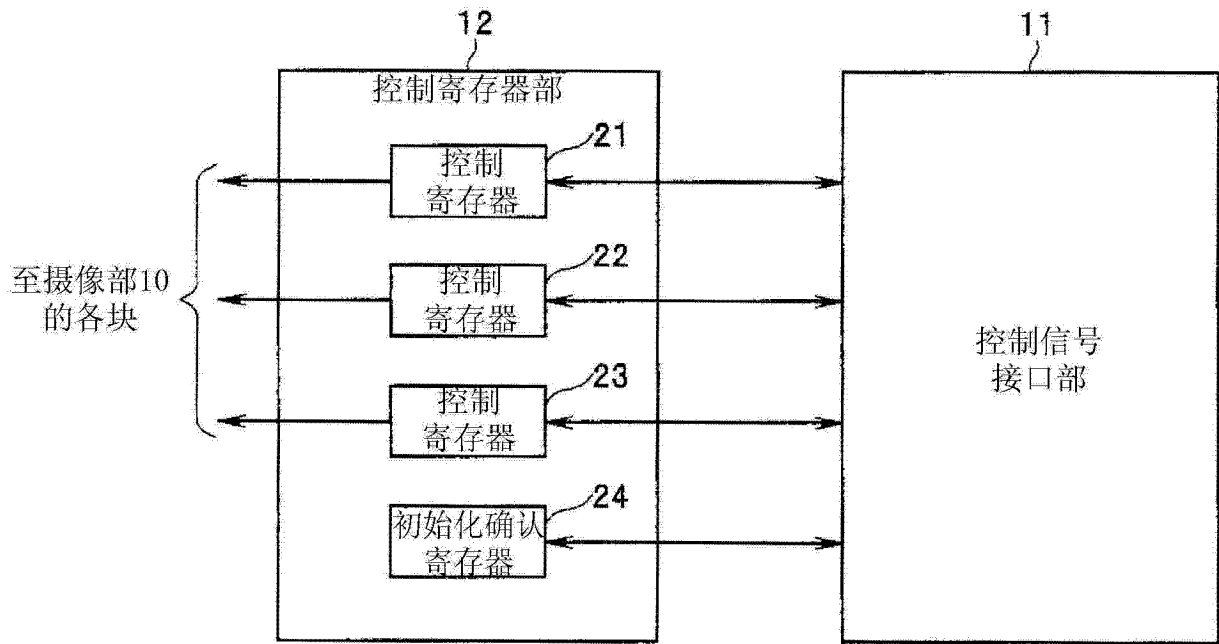 12
11
控制寄存器部
21
控制
寄存器
22
控制
寄存器
23
控制
寄存器
24
初始化确认
寄存器
至摄像部10
的各块
控制信号
接口部